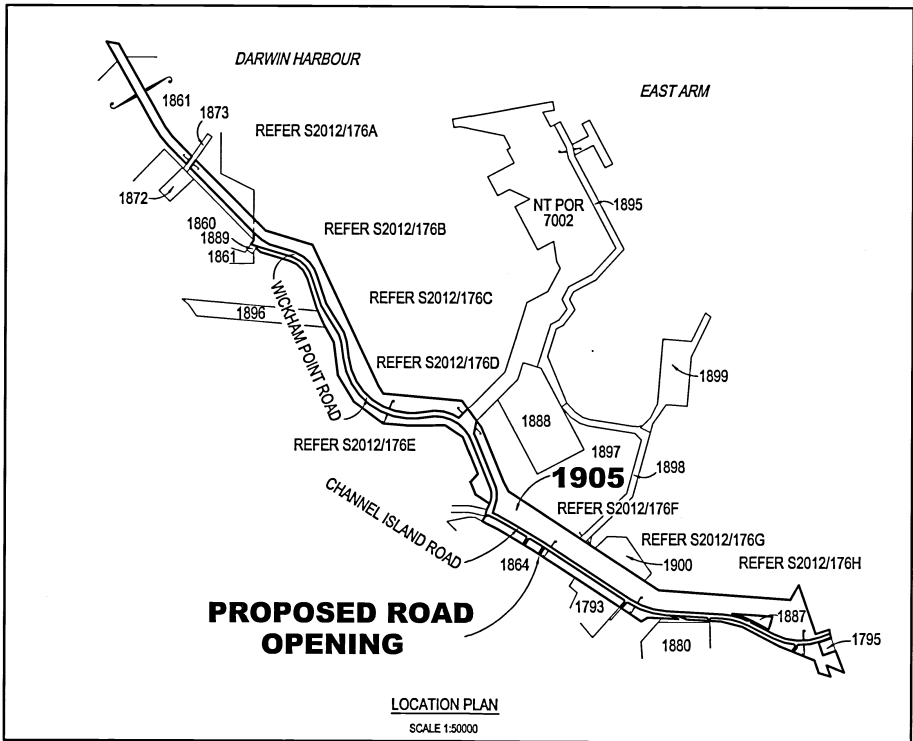 DARWIN HARBOUR
EAST ARM
1861
1873
REFER S2012/176A
1872
1895
NT POR
7002
1860
REFER S2012/176B
1889
1861
REFER S2012/176C
WICKHAM POINT ROAD
1896
REFER S2012/176D
1899
1888
REFER S2012/176E
1897
1898
1905
CHANNEL ISLAND ROAD
REFER S2012/176F
REFER S2012/176G
1864
1900
REFER S2012/176H
PROPOSED ROAD
OPENING
1793
1887
1880
1795
LOCATION PLAN
SCALE 1:50000